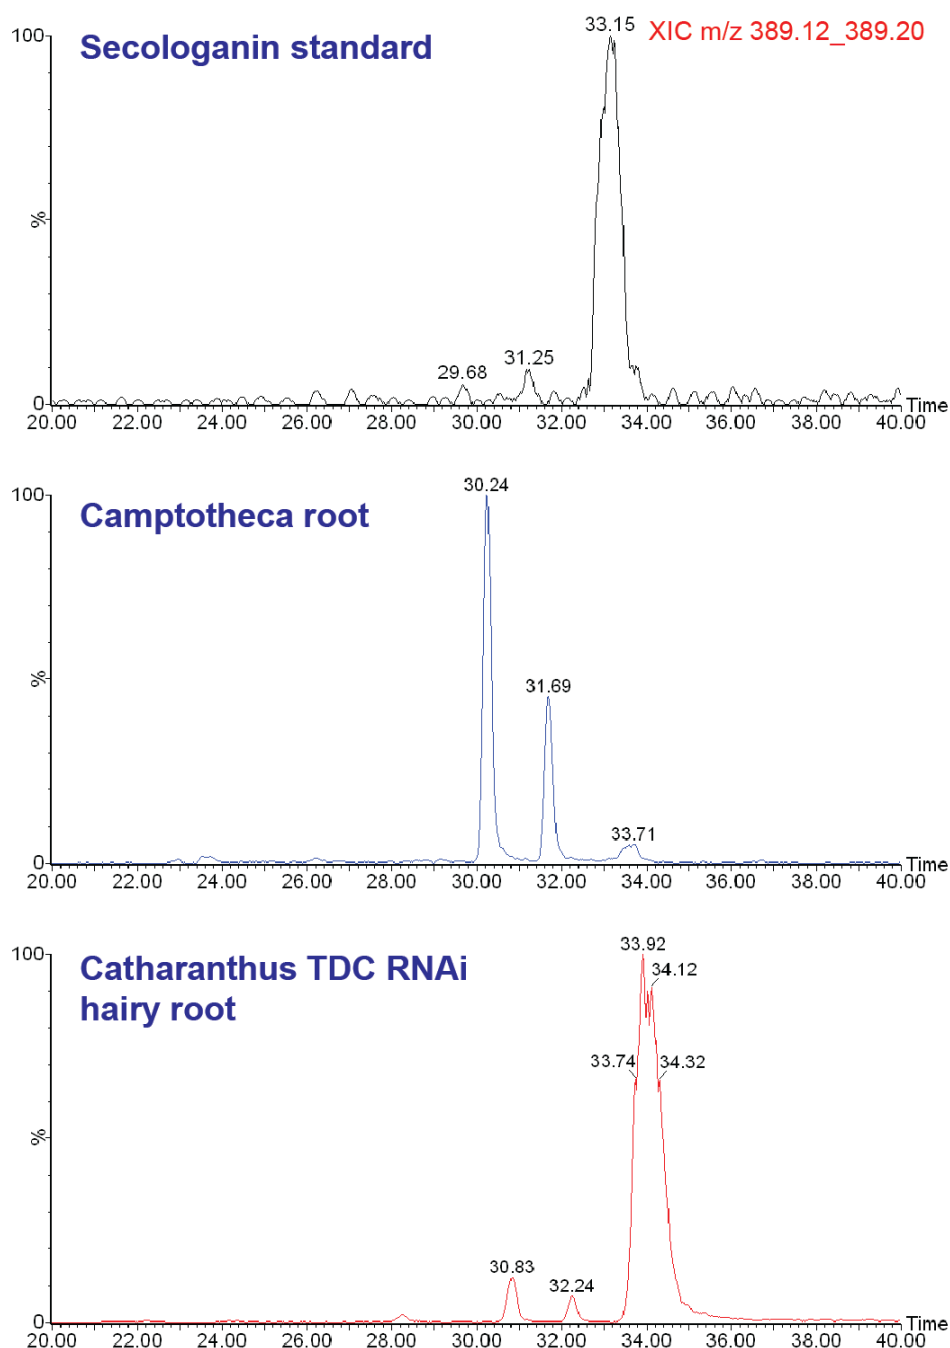 33.15
XIC m/z 389.12_389.20
100
Secologanin standard
%
31.25
29.68
0
Time
20.00 22.00 24.00 26.00 28.00 30.00 32.00 34.00 36.00 38.00 40.00
30.24
100
Camptotheca root
31.69
%
33.71
0
Time
20.00 22.00 24.00 26.00 28.00 30.00 32.00 34.00 36.00 38.00 40.00
33.92
100
Catharanthus TDC RNAi
34.12
hairy root
33.74 34.32
%
30.83
32.24
0
Time
20.00 22.00 24.00 26.00 28.00 30.00 32.00 34.00 36.00 38.00 40.00